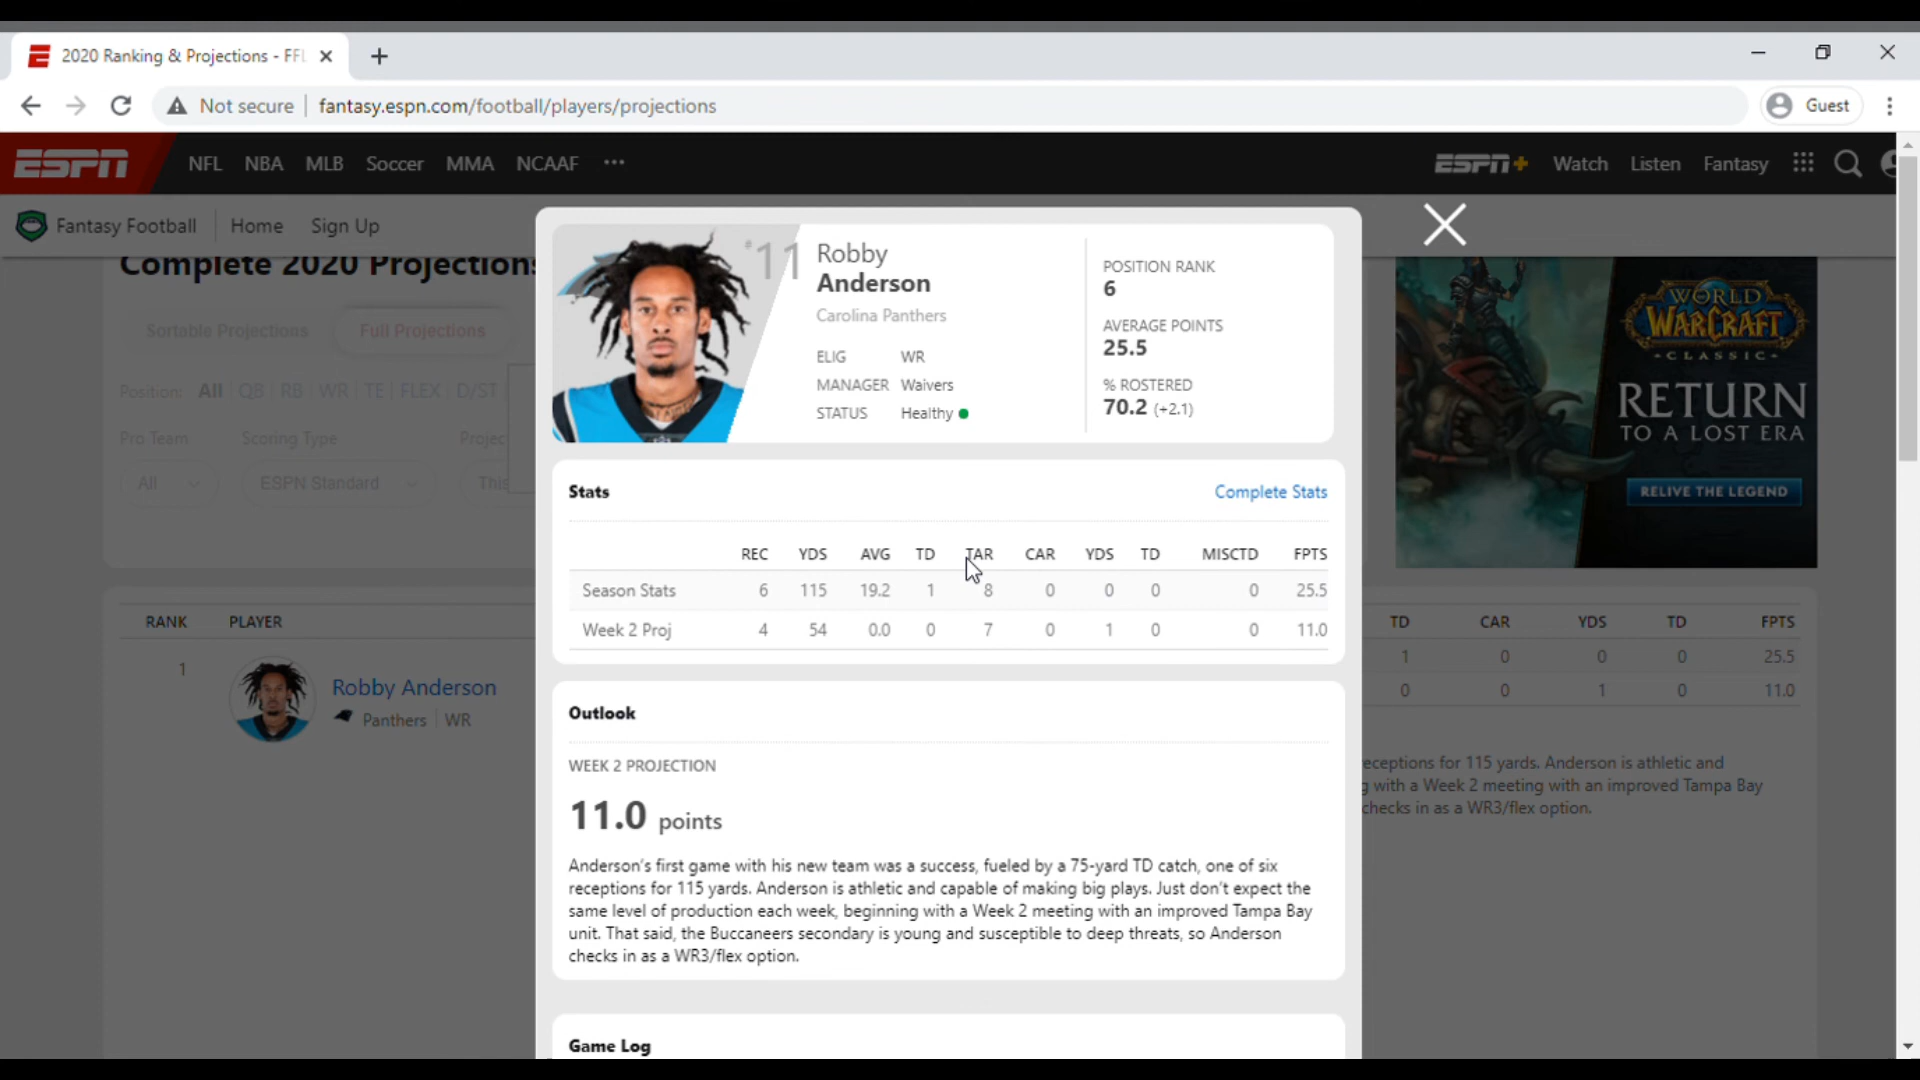 2020 Ranking & Projections - FFL
Not secure | fantasy.espn.com/football/players/projections
Guest
ESPN NFL NBA MLB Soccer MMA NCAAF ESPN+ Watch Listen Fantasy
Fantasy Football Home Sign Up
Complete 2020 Projections
Sortable Projections Full Projections
Position: All QB RB WR TE FLEX D/ST
Pro Team Scoring Type Projec
All ESPN Standard This
#11
Robby
Anderson
Carolina Panthers
ELIG WR
MANAGER Waivers
STATUS Healthy
POSITION RANK
6
AVERAGE POINTS
25.5
% ROSTERED
70.2 (+2.1)
WORLD
WARCRAFT
CLASSIC
RETURN
TO A LOST ERA
RELIVE THE LEGEND
Stats Complete Stats
REC YDS AVG TD TAR CAR YDS TD MISCTD FPTS
Season Stats 6 115 19.2 1 8 0 0 0 0 25.5
Week 2 Proj 4 54 0.0 0 7 0 1 0 0 11.0
RANK PLAYER
1 Robby Anderson
Panthers WR
TD CAR YDS TD FPTS
1 0 0 0 25.5
0 0 1 0 11.0
Outlook
WEEK 2 PROJECTION
11.0 points
Anderson's first game with his new team was a success, fueled by a 75-yard TD catch, one of six
receptions for 115 yards. Anderson is athletic and capable of making big plays. Just don't expect the
same level of production each week, beginning with a Week 2 meeting with an improved Tampa Bay
unit. That said, the Buccaneers secondary is young and susceptible to deep threats, so Anderson
checks in as a WR3/flex option.
eceptions for 115 yards. Anderson is athletic and
g with a Week 2 meeting with an improved Tampa Bay
checks in as a WR3/flex option.
Game Log